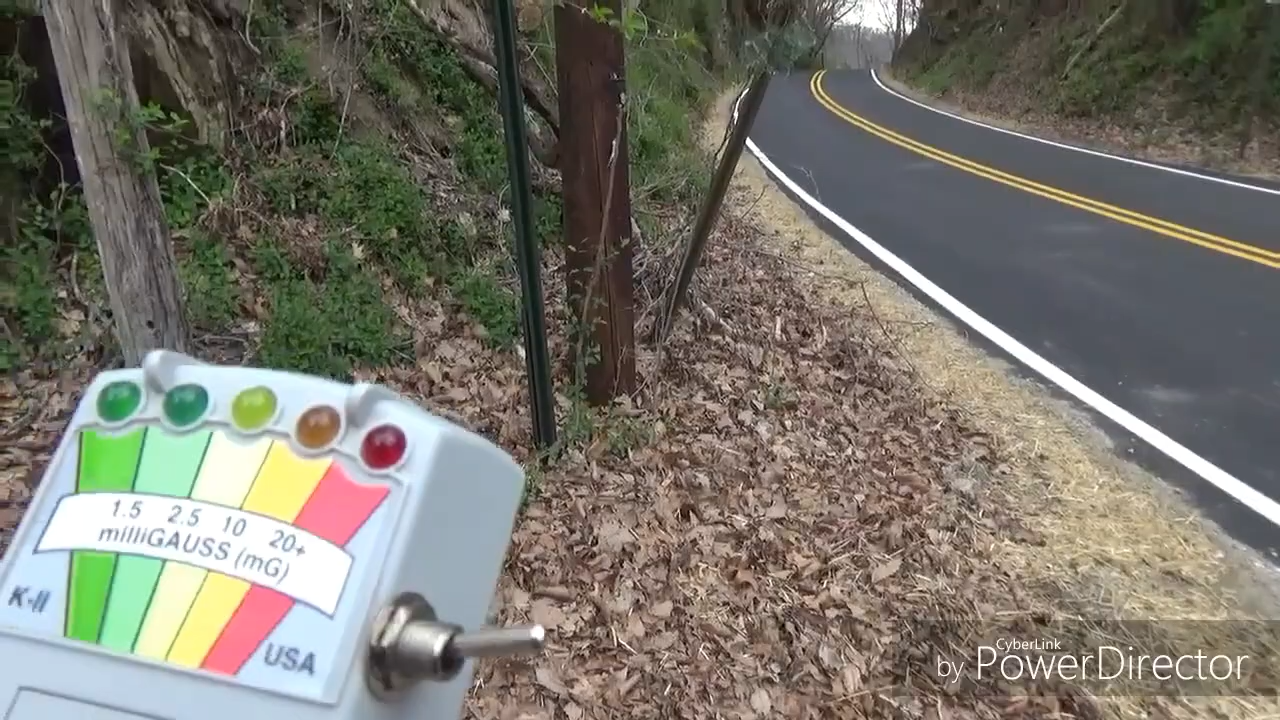 1.5 2.5 10 20+
milliGAUSS (mG)
K-II
USA
CyberLink
by PowerDirector